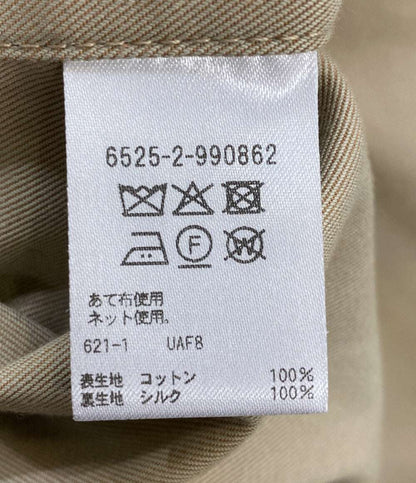 6525-2-990862
F W
あて布使用
ネット使用。
621-1 UAF8
表生地 コットン 100%
裏生地 シルク 100%